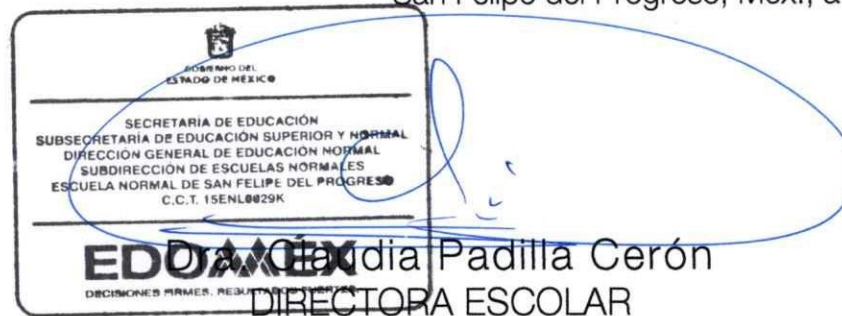 San Felipe del Progreso, Méx., a
GOBIERNO DEL
ESTADO DE MÉXICO
SECRETARÍA DE EDUCACIÓN
SUBSECRETARÍA DE EDUCACIÓN SUPERIOR Y NORMAL
DIRECCIÓN GENERAL DE EDUCACIÓN NORMAL
SUBDIRECCIÓN DE ESCUELAS NORMALES
ESCUELA NORMAL DE SAN FELIPE DEL PROGRESO
C.C.T. 15ENL0029K
EDOMÉX
DECISIONES FIRMES, RESULTADOS FUERTES.
Dra. Claudia Padilla Cerón
DIRECTORA ESCOLAR